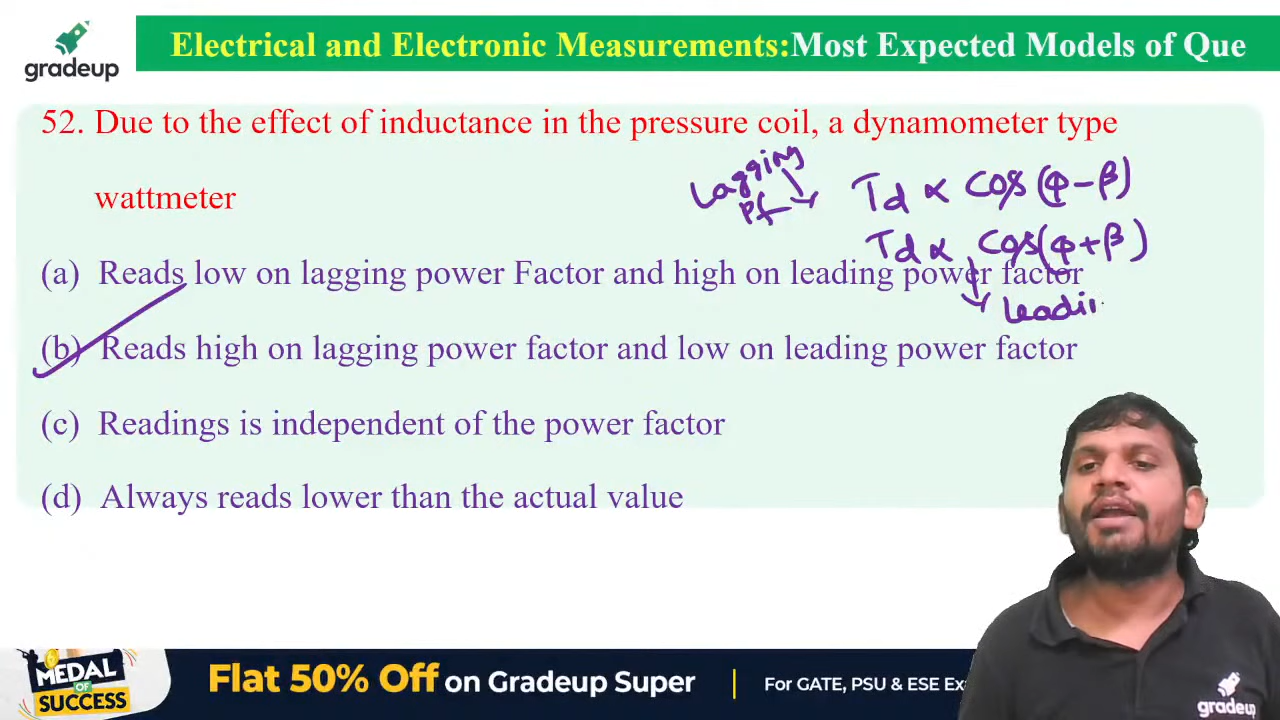 gradeup
Electrical and Electronic Measurements:Most Expected Models of Que
52. Due to the effect of inductance in the pressure coil, a dynamometer type
wattmeter
Lagging
Pf
Td ∝ Cos(φ-β)
Td ∝ Cos(φ+β)
(a) Reads low on lagging power Factor and high on leading power factor
leadi
(b) Reads high on lagging power factor and low on leading power factor
(c) Readings is independent of the power factor
(d) Always reads lower than the actual value
gradeup
MEDAL
OF
SUCCESS
Flat 50% Off on Gradeup Super
For GATE, PSU & ESE Exa